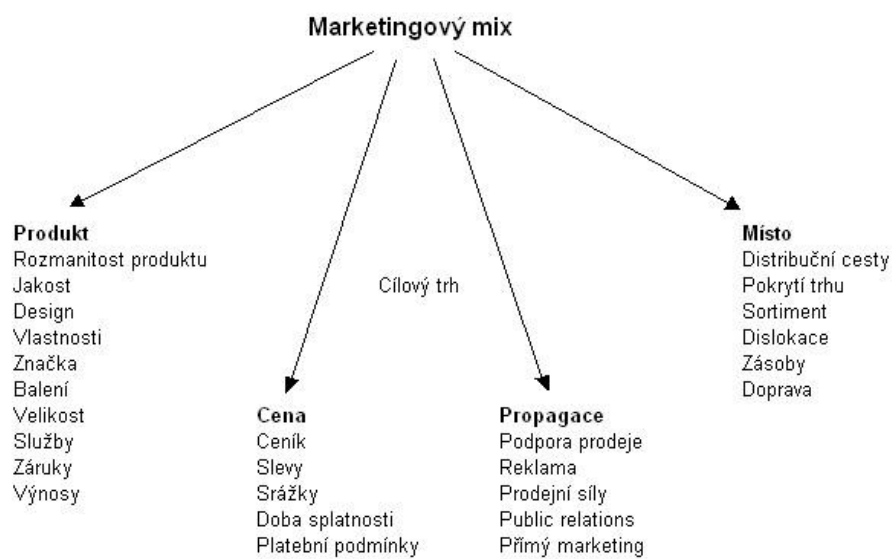 Marketingový mix
Produkt
Rozmanitost produktu
Jakost
Design
Vlastnosti
Značka
Balení
Velikost
Služby
Záruky
Výnosy
Cílový trh
Cena
Ceník
Slevy
Srážky
Doba splatnosti
Platební podmínky
Propagace
Podpora prodeje
Reklama
Prodejní síly
Public relations
Přímý marketing
Místo
Distribuční cesty
Pokrytí trhu
Sortiment
Dislokace
Zásoby
Doprava